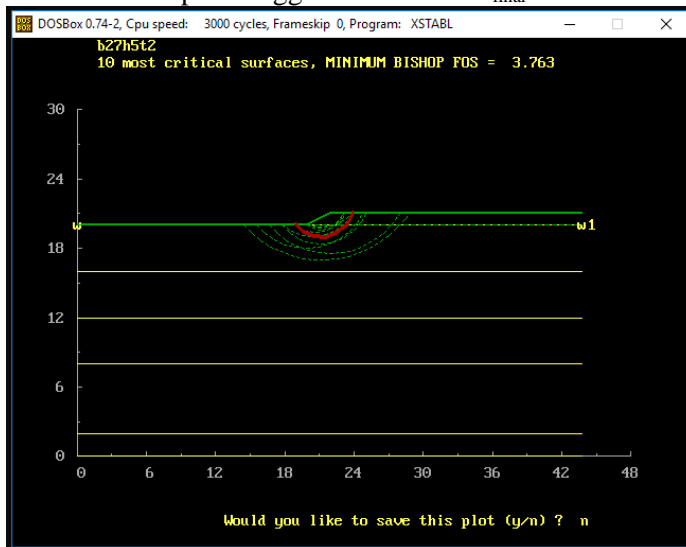 DOSBox 0.74-2, Cpu speed: 3000 cycles, Frameskip 0, Program: XSTABL
b27h5t2
10 most critical surfaces, MINIMUM BISHOP FOS = 3.763
30
24
w w1
18
12
6
0
0 6 12 18 24 30 36 42 48
Would you like to save this plot (y/n) ? n